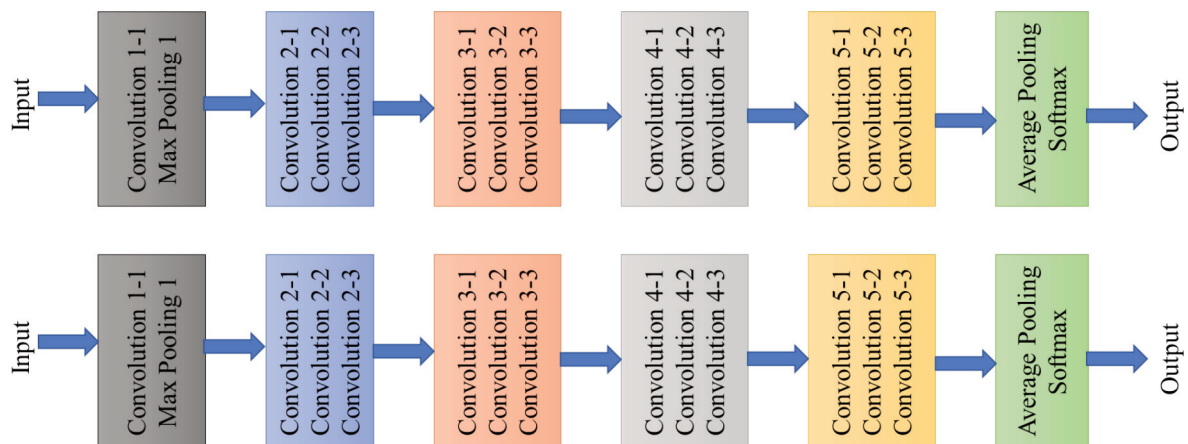 Input
Convolution 1-1
Max Pooling 1
Convolution 2-1
Convolution 2-2
Convolution 2-3
Convolution 3-1
Convolution 3-2
Convolution 3-3
Convolution 4-1
Convolution 4-2
Convolution 4-3
Convolution 5-1
Convolution 5-2
Convolution 5-3
Average Pooling
Softmax
Output
Input
Convolution 1-1
Max Pooling 1
Convolution 2-1
Convolution 2-2
Convolution 2-3
Convolution 3-1
Convolution 3-2
Convolution 3-3
Convolution 4-1
Convolution 4-2
Convolution 4-3
Convolution 5-1
Convolution 5-2
Convolution 5-3
Average Pooling
Softmax
Output